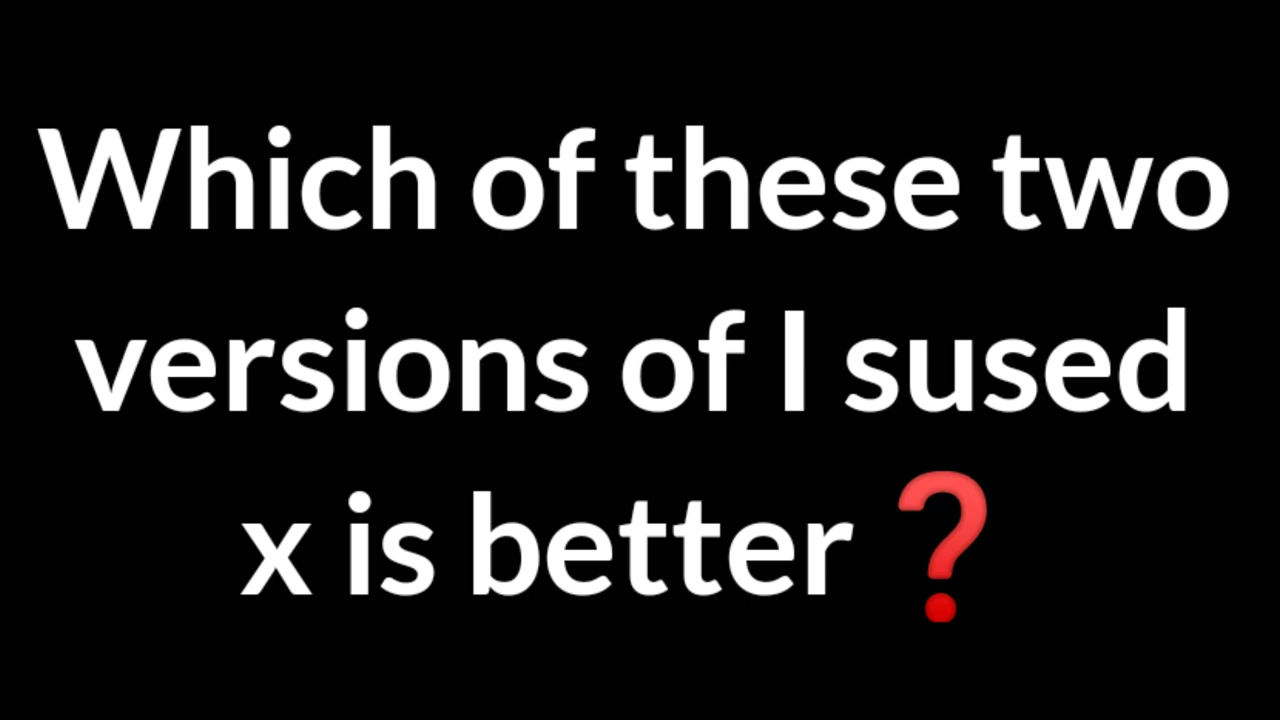 Which of these two
versions of I sused
x is better ❓